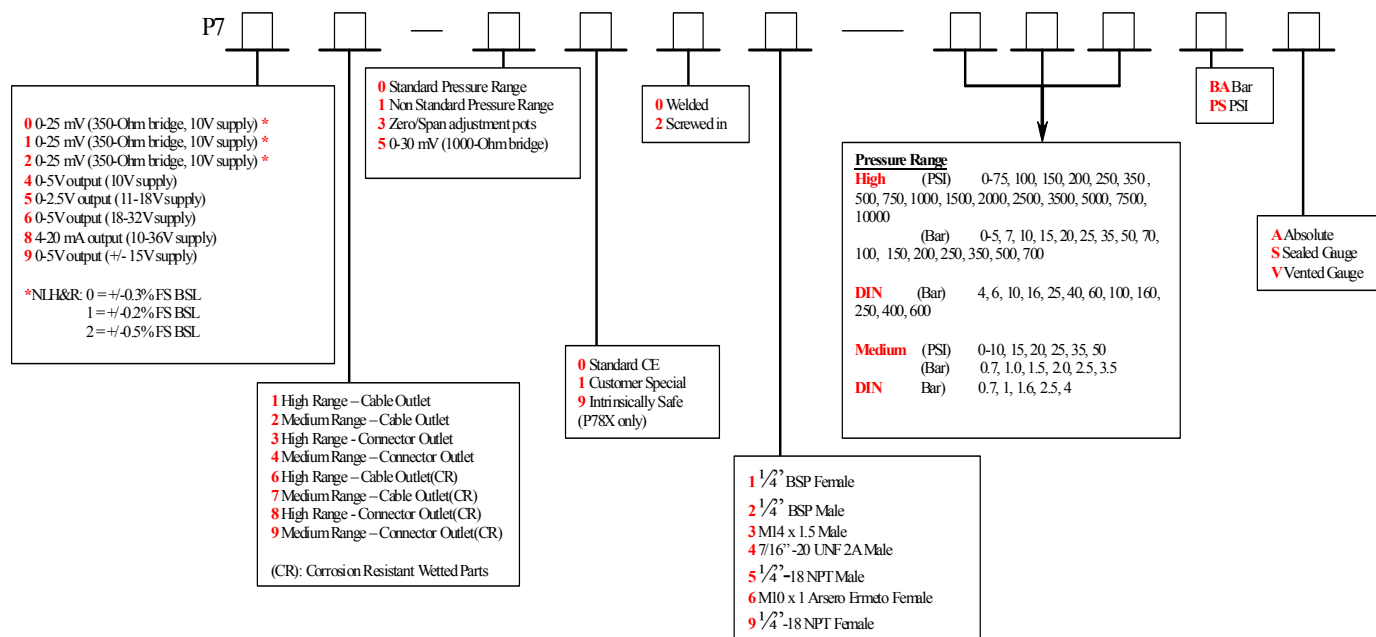 P7 — —
0 0-25 mV (350-Ohm bridge, 10V supply) *
1 0-25 mV (350-Ohm bridge, 10V supply) *
2 0-25 mV (350-Ohm bridge, 10V supply) *
4 0-5V output (10V supply)
5 0-2.5V output (11-18V supply)
6 0-5V output (18-32V supply)
8 4-20 mA output (10-36V supply)
9 0-5V output (+/- 15V supply)
*NLH&R: 0 = +/-0.3% FS BSL
1 = +/-0.2% FS BSL
2 = +/-0.5% FS BSL
1 High Range – Cable Outlet
2 Medium Range – Cable Outlet
3 High Range - Connector Outlet
4 Medium Range – Connector Outlet
6 High Range – Cable Outlet(CR)
7 Medium Range – Cable Outlet(CR)
8 High Range - Connector Outlet(CR)
9 Medium Range – Connector Outlet(CR)
(CR): Corrosion Resistant Wetted Parts
0 Standard Pressure Range
1 Non Standard Pressure Range
3 Zero/Span adjustment pots
5 0-30 mV (1000-Ohm bridge)
0 Standard CE
1 Customer Special
9 Intrinsically Safe
(P78X only)
0 Welded
2 Screwed in
1 1/4” BSP Female
2 1/4” BSP Male
3 M14 x 1.5 Male
4 7/16” -20 UNF 2A Male
5 1/4”-18 NPT Male
6 M10 x 1 Arsero Ermeto Female
9 1/4”-18 NPT Female
Pressure Range
High (PSI) 0-75, 100, 150, 200, 250, 350,
500, 750, 1000, 1500, 2000, 2500, 3500, 5000, 7500,
10000
(Bar) 0-5, 7, 10, 15, 20, 25, 35, 50, 70,
100, 150, 200, 250, 350, 500, 700
DIN (Bar) 4, 6, 10, 16, 25, 40, 60, 100, 160,
250, 400, 600
Medium (PSI) 0-10, 15, 20, 25, 35, 50
(Bar) 0.7, 1.0, 1.5, 2.0, 2.5, 3.5
DIN Bar) 0.7, 1, 1.6, 2.5, 4
BA Bar
PS PSI
A Absolute
S Sealed Gauge
V Vented Gauge